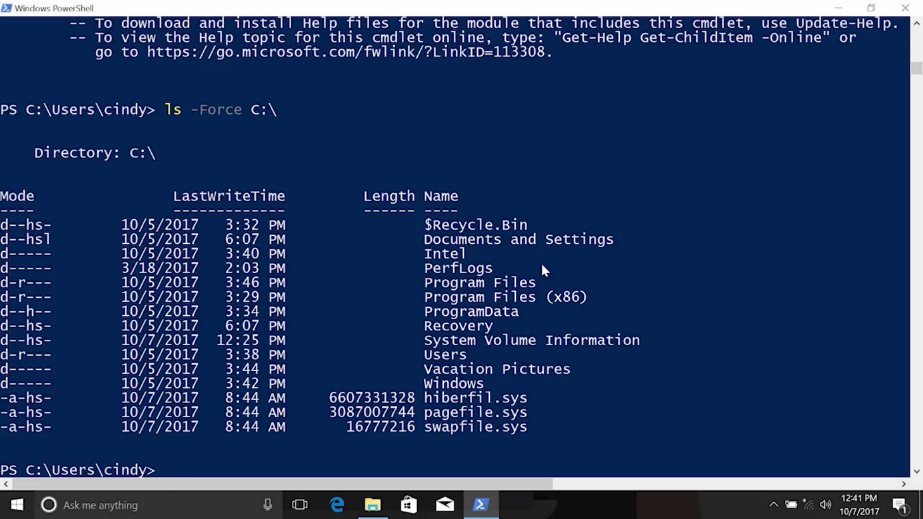 Windows PowerShell
-- To download and install Help files for the module that includes this cmdlet, use Update-Help.
-- To view the Help topic for this cmdlet online, type: "Get-Help Get-ChildItem -Online" or
go to https://go.microsoft.com/fwlink/?LinkID=113308.
PS C:\Users\cindy> ls -Force C:\
Directory: C:\
Mode LastWriteTime Length Name
---- ------------- ------ ----
d--hs- 10/5/2017 3:32 PM $Recycle.Bin
d--hsl 10/5/2017 6:07 PM Documents and Settings
d----- 10/5/2017 3:40 PM Intel
d----- 3/18/2017 2:03 PM PerfLogs
d-r--- 10/5/2017 3:46 PM Program Files
d-r--- 10/5/2017 3:29 PM Program Files (x86)
d--h-- 10/5/2017 3:34 PM ProgramData
d--hs- 10/5/2017 6:07 PM Recovery
d--hs- 10/7/2017 12:25 PM System Volume Information
d-r--- 10/5/2017 3:38 PM Users
d----- 10/5/2017 3:44 PM Vacation Pictures
d----- 10/5/2017 3:42 PM Windows
-a-hs- 10/7/2017 8:44 AM 6607331328 hiberfil.sys
-a-hs- 10/7/2017 8:44 AM 3087007744 pagefile.sys
-a-hs- 10/7/2017 8:44 AM 16777216 swapfile.sys
PS C:\Users\cindy>
Ask me anything
12:41 PM
10/7/2017
1